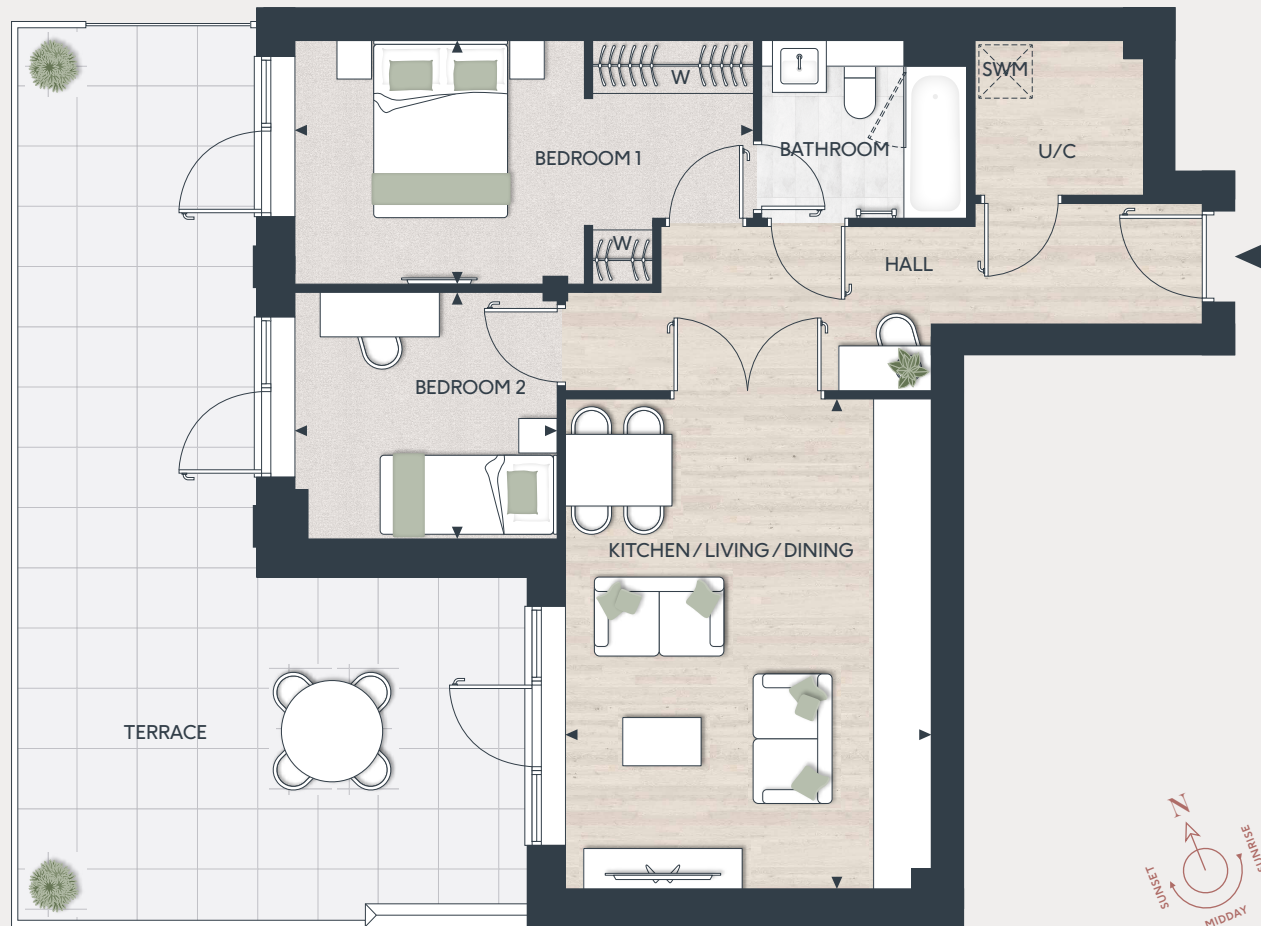 W
SWM
BATHROOM
U/C
BEDROOM 1
W
HALL
BEDROOM 2
KITCHEN / LIVING / DINING
TERRACE
N
SUNRISE
SUNSET
MIDDAY